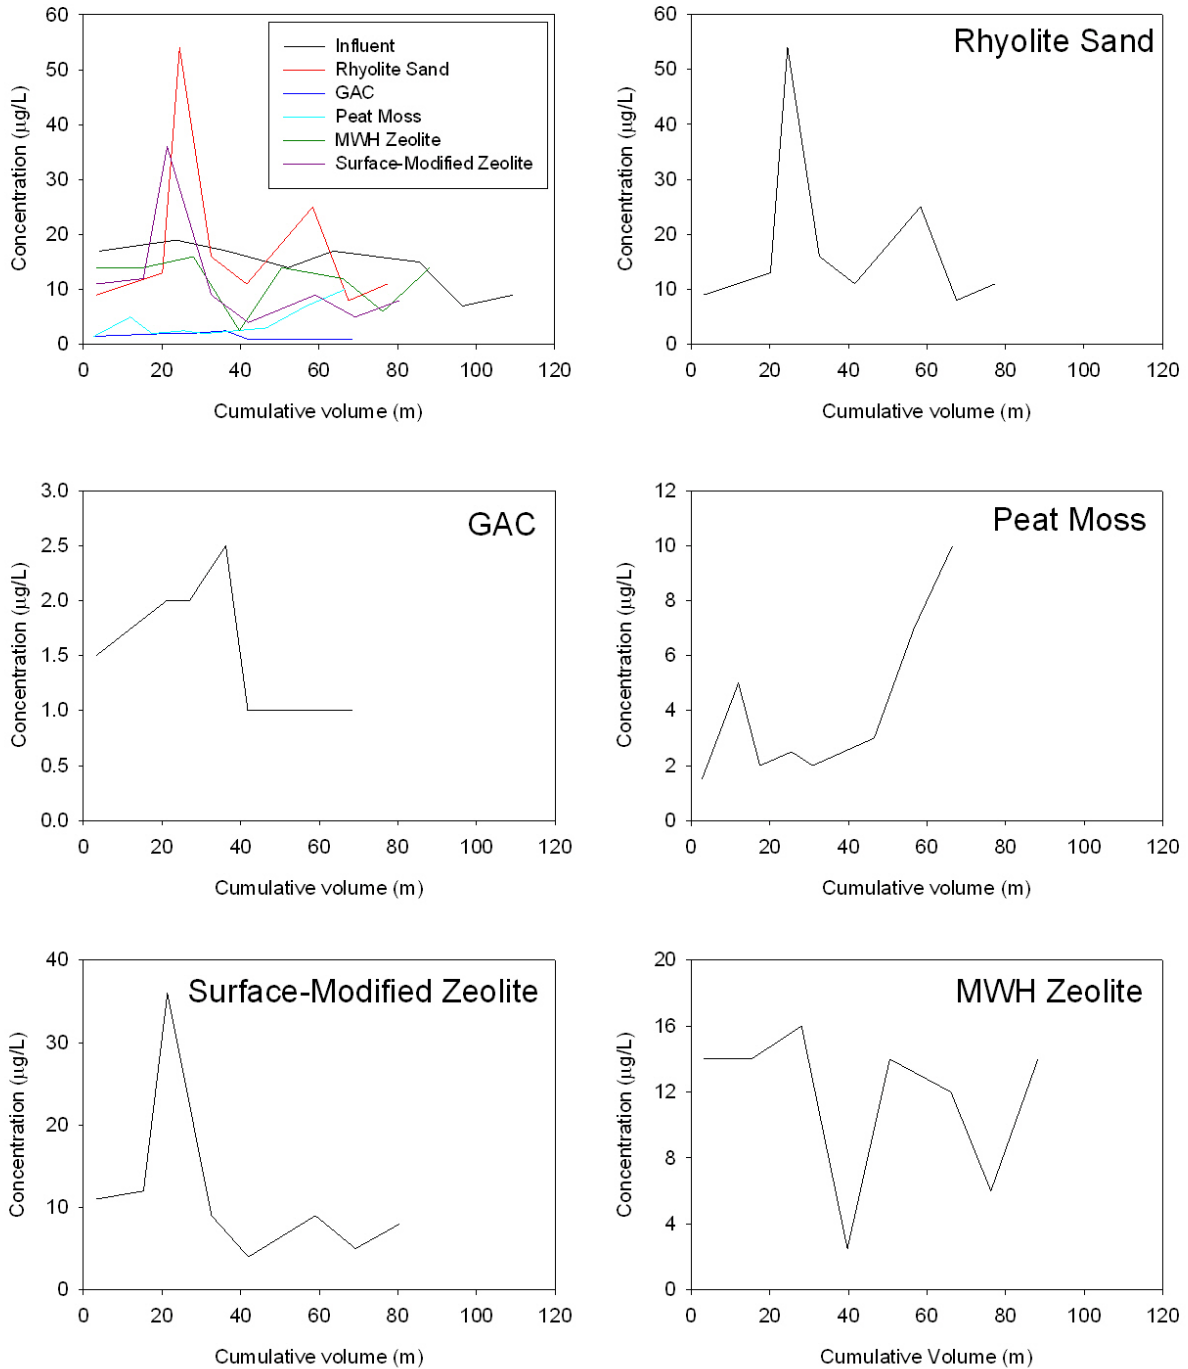 60
50
40
30
20
10
0
Concentration (µg/L)
Influent
Rhyolite Sand
GAC
Peat Moss
MWH Zeolite
Surface-Modified Zeolite
0 20 40 60 80 100 120
Cumulative volume (m)
Rhyolite Sand
60
50
40
30
20
10
0
Concentration (µg/L)
0 20 40 60 80 100 120
Cumulative volume (m)
GAC
3.0
2.5
2.0
1.5
1.0
0.5
0.0
Concentration (µg/L)
0 20 40 60 80 100 120
Cumulative volume (m)
Peat Moss
12
10
8
6
4
2
0
Concentration (µg/L)
0 20 40 60 80 100 120
Cumulative volume (m)
Surface-Modified Zeolite
40
30
20
10
0
Concentration (µg/L)
0 20 40 60 80 100 120
Cumulative volume (m)
MWH Zeolite
20
16
12
8
4
0
Concentration (µg/L)
0 20 40 60 80 100 120
Cumulative Volume (m)